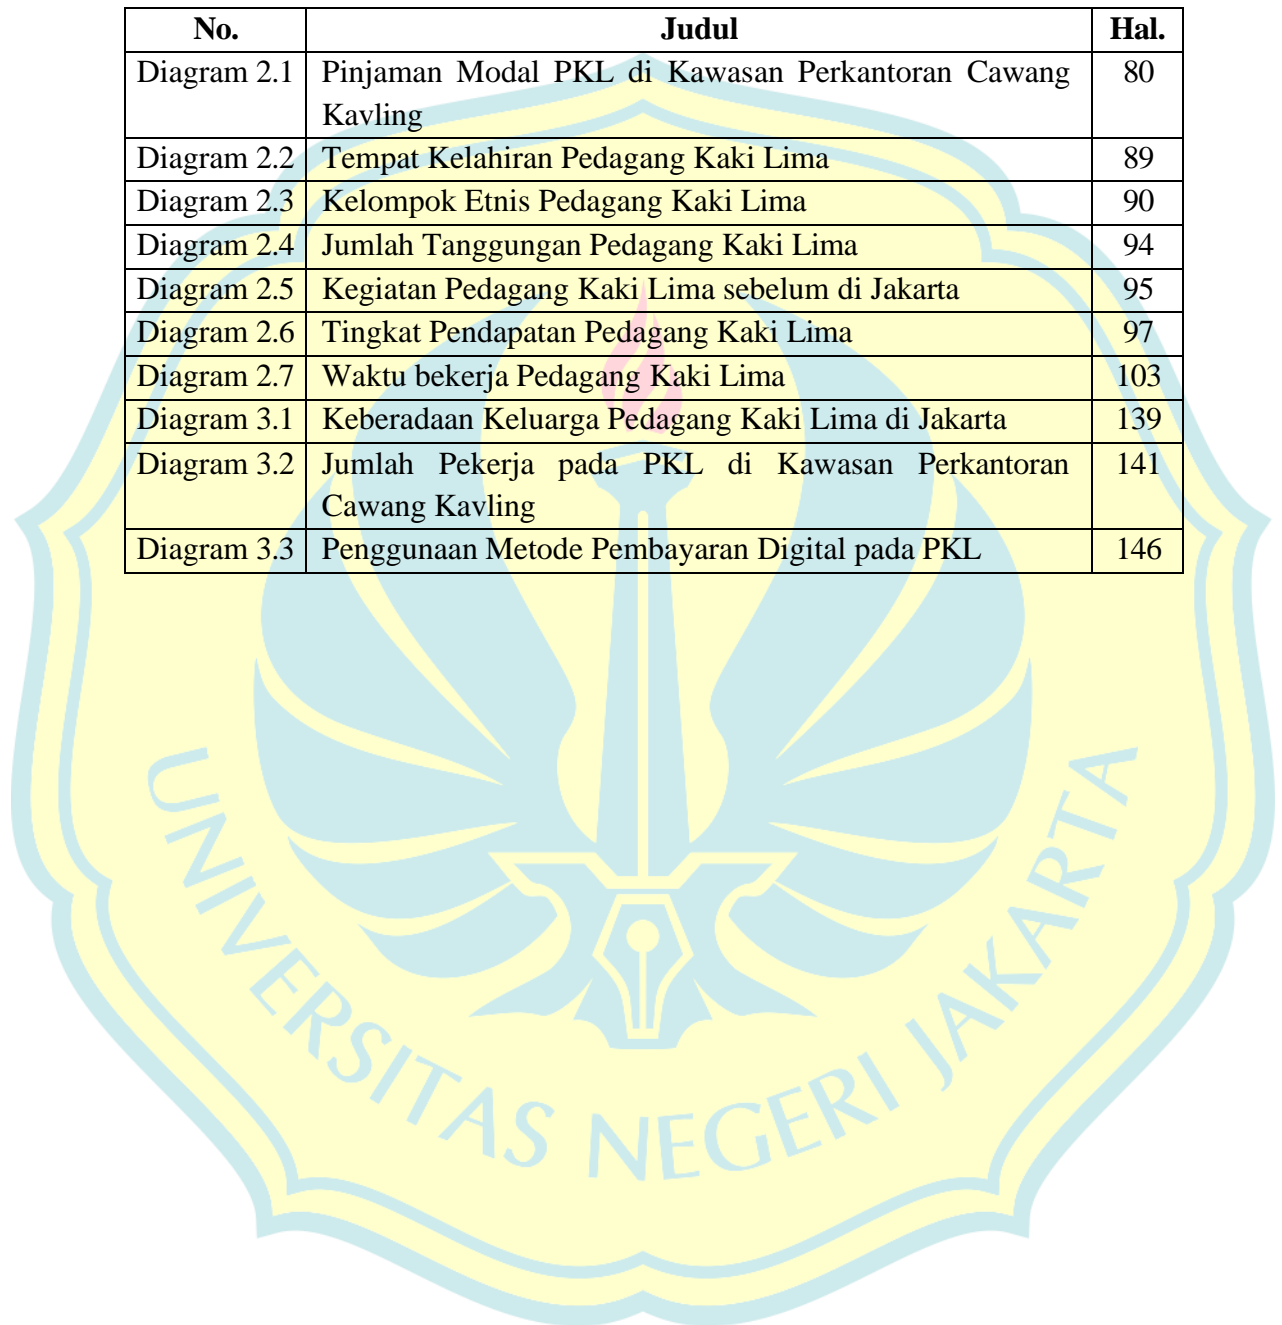 No. Judul Hal.
Diagram 2.1 Pinjaman Modal PKL di Kawasan Perkantoran Cawang 80
Kavling
Diagram 2.2 Tempat Kelahiran Pedagang Kaki Lima 89
Diagram 2.3 Kelompok Etnis Pedagang Kaki Lima 90
Diagram 2.4 Jumlah Tanggungan Pedagang Kaki Lima 94
Diagram 2.5 Kegiatan Pedagang Kaki Lima sebelum di Jakarta 95
Diagram 2.6 Tingkat Pendapatan Pedagang Kaki Lima 97
Diagram 2.7 Waktu bekerja Pedagang Kaki Lima 103
Diagram 3.1 Keberadaan Keluarga Pedagang Kaki Lima di Jakarta 139
Diagram 3.2 Jumlah Pekerja pada PKL di Kawasan Perkantoran 141
Cawang Kavling
Diagram 3.3 Penggunaan Metode Pembayaran Digital pada PKL 146
UNIVERSITAS NEGERI JAKARTA